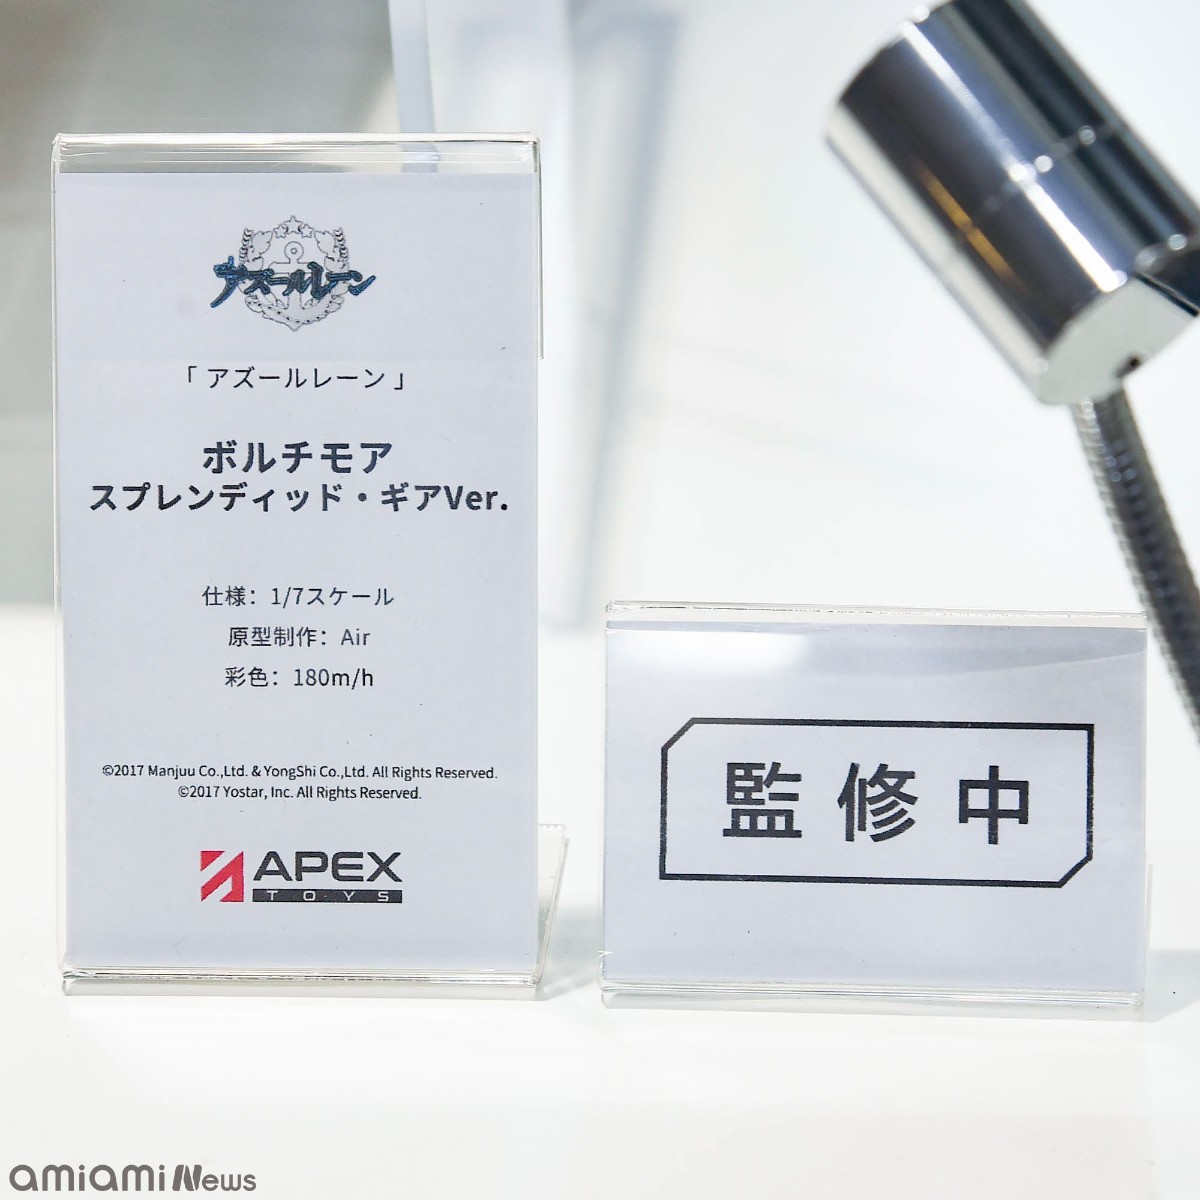 アズールレーン
「 アズールレーン 」
ボルチモア
スプレンディッド・ギアVer.
仕様：1/7スケール
原型制作：Air
彩色：180m/h
©2017 Manjuu Co.,Ltd. & YongShi Co.,Ltd. All Rights Reserved.
©2017 Yostar, Inc. All Rights Reserved.
APEX
TOYS
監修中
amiami News